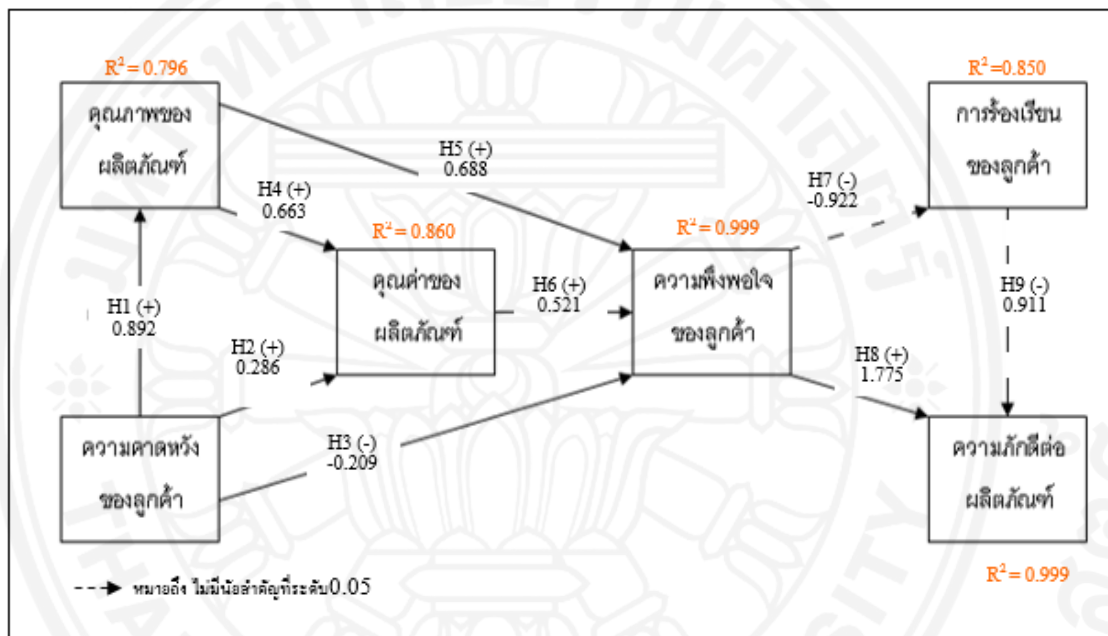 R² = 0.796
คุณภาพของ
ผลิตภัณฑ์
R² =0.850
การร้องเรียน
ของลูกค้า
H5 (+)
0.688
H4 (+)
0.663
H7 (-)
-0.922
R² = 0.860
คุณค่าของ
ผลิตภัณฑ์
R² = 0.999
ความพึงพอใจ
ของลูกค้า
H6 (+)
0.521
H1 (+)
0.892
H9 (-)
0.911
H2 (+)
0.286
H8 (+)
1.775
ความคาดหวัง
ของลูกค้า
H3 (-)
-0.209
ความภักดีต่อ
ผลิตภัณฑ์
R² = 0.999
หมายถึง ไม่มีนัยสำคัญที่ระดับ0.05